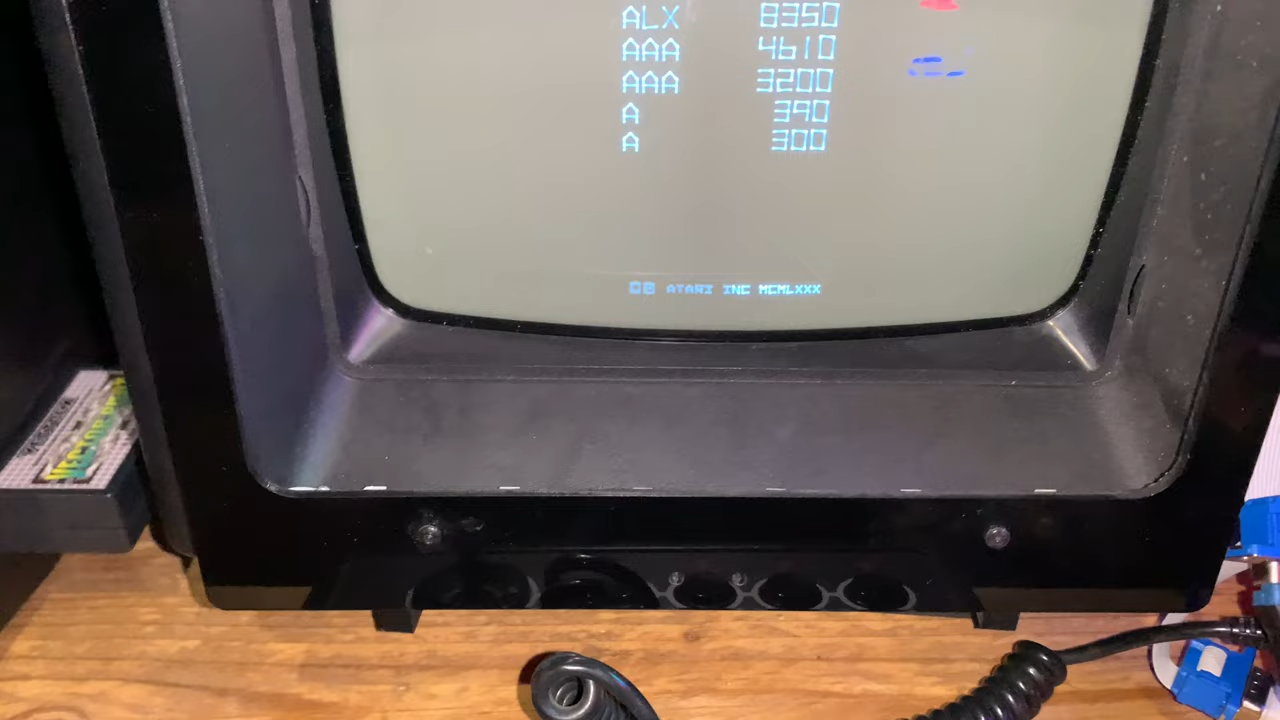 ALX 8350
AAA 4610
AAA 3200
A 390
A 300
ATARI INC MCMLXXX